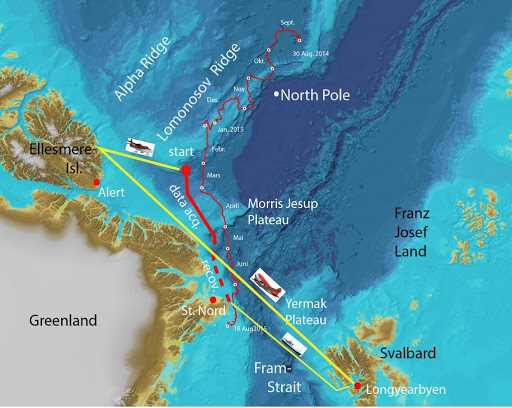 Sept.
30 Aug. 2014
Alpha Ridge
Lomonosov Ridge
Okt.
Nov.
North Pole
Des.
Jan. 2015
Ellesmere
Isl.
start
Febr.
Alert
Mars
data acq.
April
Morris Jesup
Plateau
Franz
Josef
Land
Mai
recov.
Juni
Yermak
Plateau
St. Nord
Greenland
18 Aug 2015
Svalbard
Fram-
Strait
Longyearbyen